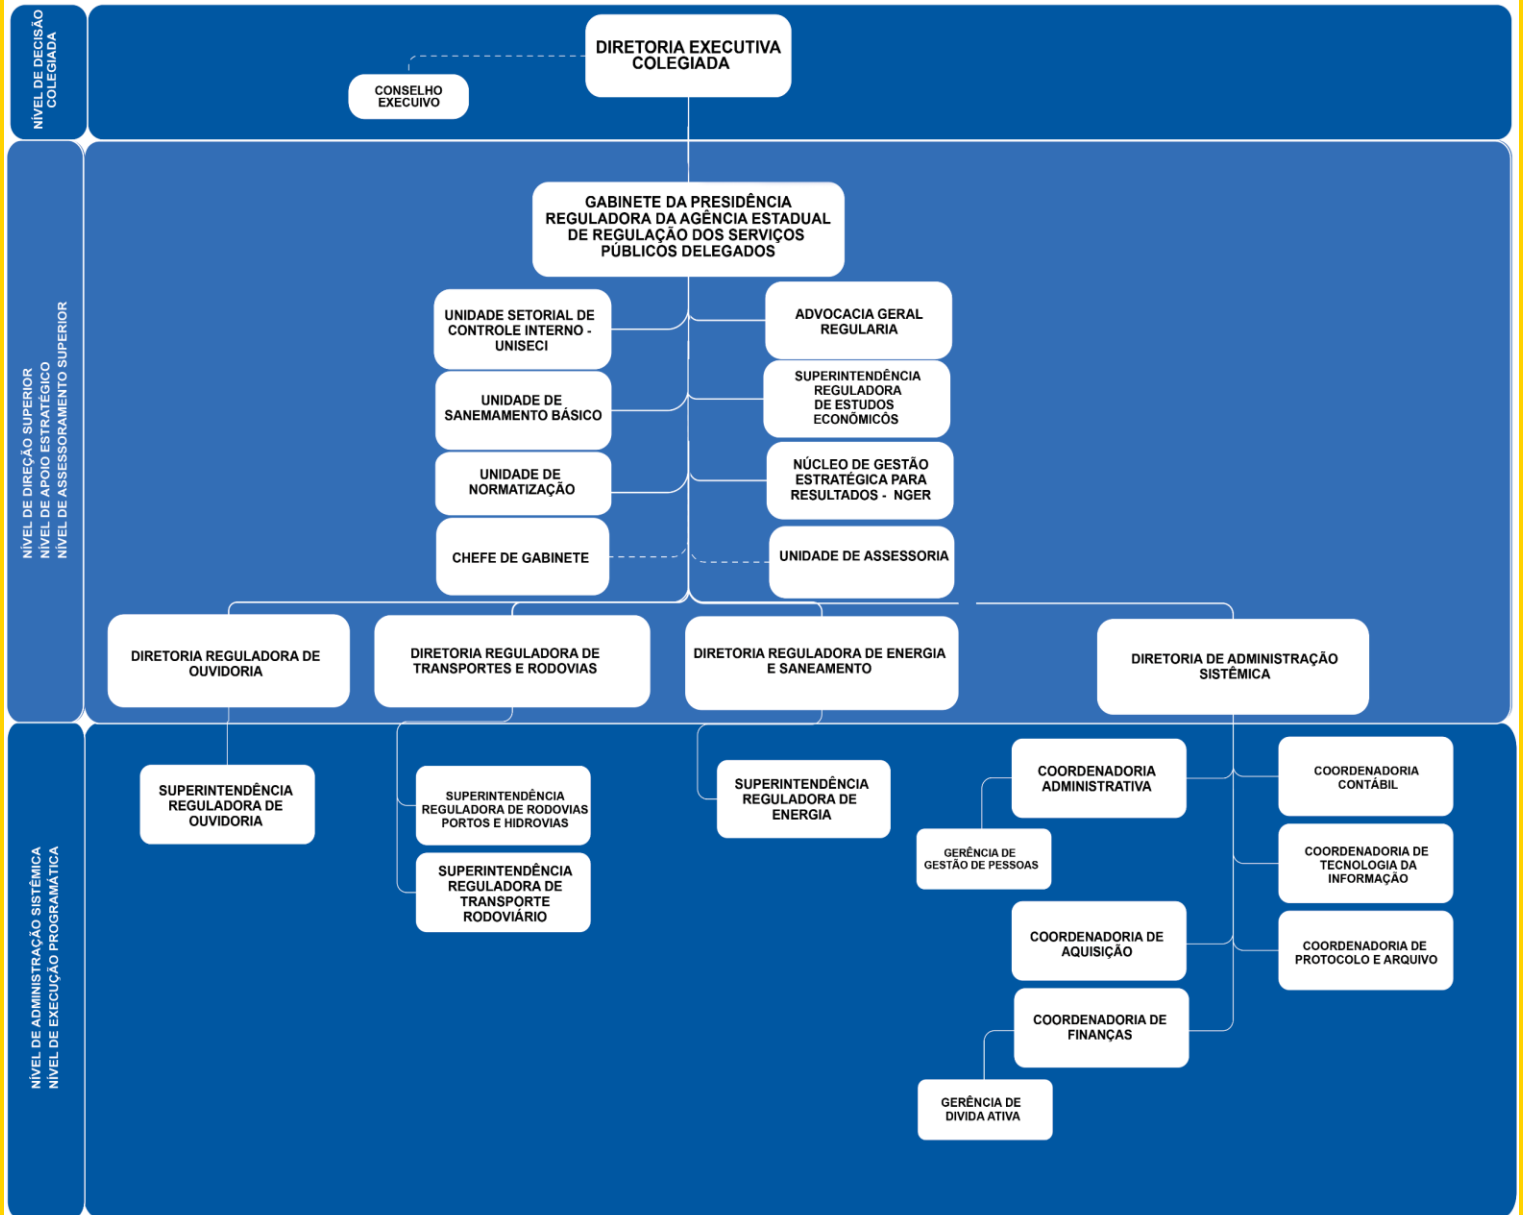 NÍVEL DE DECISÃO
COLEGIADA
DIRETORIA EXECUTIVA
COLEGIADA
CONSELHO
EXECUIVO
NÍVEL DE DIREÇÃO SUPERIOR
NÍVEL DE APOIO ESTRATÉGICO
NÍVEL DE ASSESSORAMENTO SUPERIOR
GABINETE DA PRESIDÊNCIA
REGULADORA DA AGÊNCIA ESTADUAL
DE REGULAÇÃO DOS SERVIÇOS
PÚBLICOS DELEGADOS
UNIDADE SETORIAL DE
CONTROLE INTERNO -
UNISECI
ADVOCACIA GERAL
REGULARIA
UNIDADE DE
SANEMAMENTO BÁSICO
SUPERINTENDÊNCIA
REGULADORA
DE ESTUDOS
ECONÔMICÔS
UNIDADE DE
NORMATIZAÇÃO
NÚCLEO DE GESTÃO
ESTRATÉGICA PARA
RESULTADOS - NGER
CHEFE DE GABINETE
UNIDADE DE ASSESSORIA
DIRETORIA REGULADORA DE
OUVIDORIA
DIRETORIA REGULADORA DE
TRANSPORTES E RODOVIAS
DIRETORIA REGULADORA DE ENERGIA
E SANEAMENTO
DIRETORIA DE ADMINISTRAÇÃO
SISTÊMICA
NÍVEL DE ADMINISTRAÇÃO SISTÊMICA
NÍVEL DE EXECUÇÃO PROGRAMÁTICA
SUPERINTENDÊNCIA
REGULADORA DE
OUVIDORIA
SUPERINTENDÊNCIA
REGULADORA DE RODOVIAS
PORTOS E HIDROVIAS
SUPERINTENDÊNCIA
REGULADORA DE
TRANSPORTE
RODOVIÁRIO
SUPERINTENDÊNCIA
REGULADORA DE
ENERGIA
COORDENADORIA
ADMINISTRATIVA
COORDENADORIA
CONTÁBIL
GERÊNCIA DE
GESTÃO DE PESSOAS
COORDENADORIA DE
TECNOLOGIA DA
INFORMAÇÃO
COORDENADORIA DE
AQUISIÇÃO
COORDENADORIA DE
PROTOCOLO E ARQUIVO
COORDENADORIA DE
FINANÇAS
GERÊNCIA DE
DIVIDA ATIVA